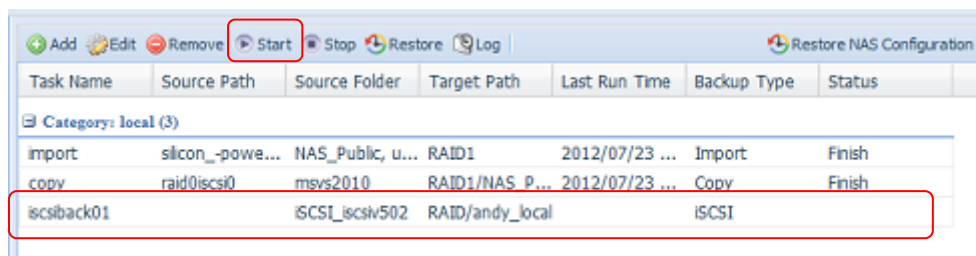 Add Edit Remove Start Stop Restore Log Restore NAS Configuration
Task Name Source Path Source Folder Target Path Last Run Time Backup Type Status
Category: local (3)
import silicon_-powe... NAS_Public, u... RAID1 2012/07/23 ... Import Finish
copy raid0iscsi0 msvs2010 RAID1/NAS_P... 2012/07/23 ... Copy Finish
iscsiback01 iSCSI_iscsiv502 RAID/andy_local iSCSI